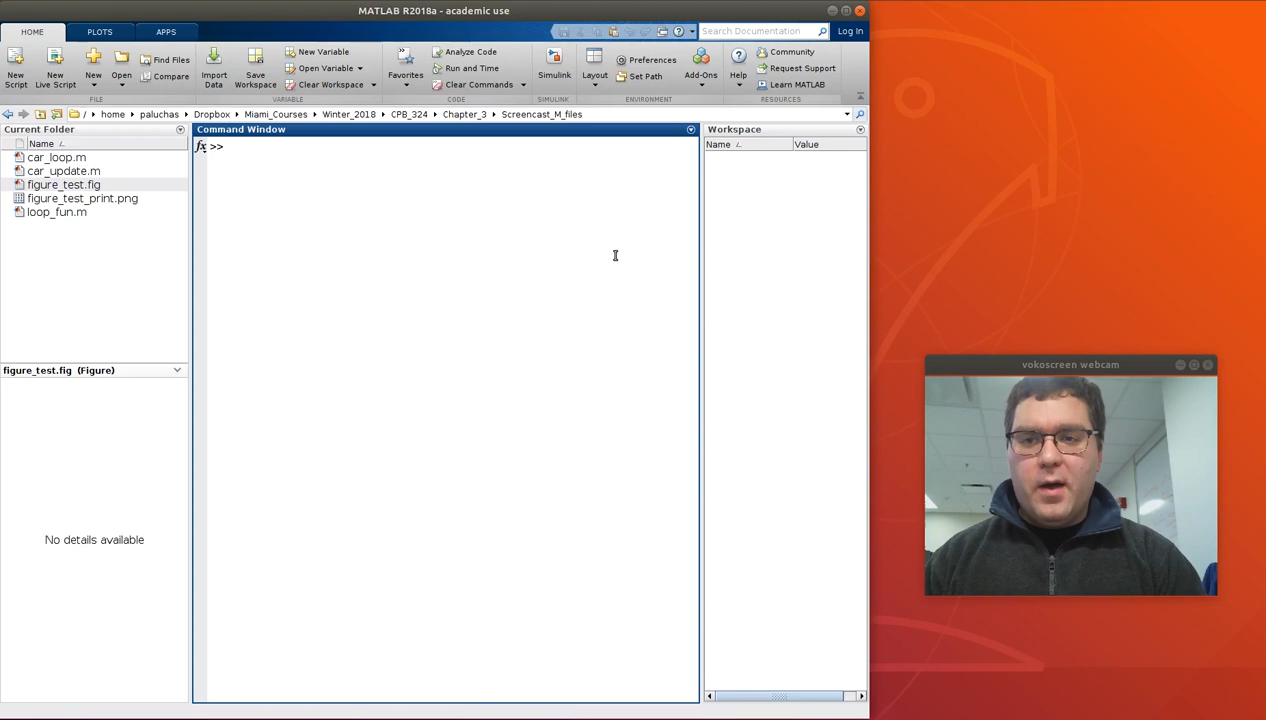 MATLAB R2018a - academic use
HOME PLOTS APPS
Search Documentation
Log In
New Script
New Live Script
New
Open
Find Files
Compare
Import Data
Save Workspace
New Variable
Open Variable
Clear Workspace
Favorites
Analyze Code
Run and Time
Clear Commands
Simulink
Layout
Preferences
Set Path
Add-Ons
Help
Community
Request Support
Learn MATLAB
FILE VARIABLE CODE SIMULINK ENVIRONMENT RESOURCES
/ home paluchas Dropbox Miami_Courses Winter_2018 CPB_324 Chapter_3 Screencast_M_files
Current Folder
Name
car_loop.m
car_update.m
figure_test.fig
figure_test_print.png
loop_fun.m
figure_test.fig (Figure)
No details available
Command Window
fx >>
Workspace
Name Value
vokoscreen webcam